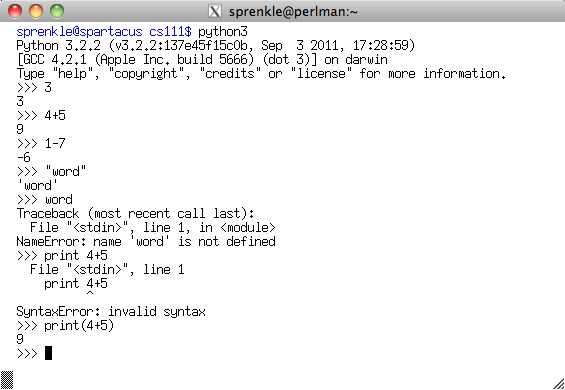 sprenkle@perlman:~
sprenkle@spartacus cs111$ python3
Python 3.2.2 (v3.2.2:137e45f15c0b, Sep  3 2011, 17:28:59)
[GCC 4.2.1 (Apple Inc. build 5666) (dot 3)] on darwin
Type "help", "copyright", "credits" or "license" for more information.
>>> 3
3
>>> 4+5
9
>>> 1-7
-6
>>> "word"
'word'
>>> word
Traceback (most recent call last):
  File "<stdin>", line 1, in <module>
NameError: name 'word' is not defined
>>> print 4+5
  File "<stdin>", line 1
    print 4+5
          ^
SyntaxError: invalid syntax
>>> print(4+5)
9
>>>